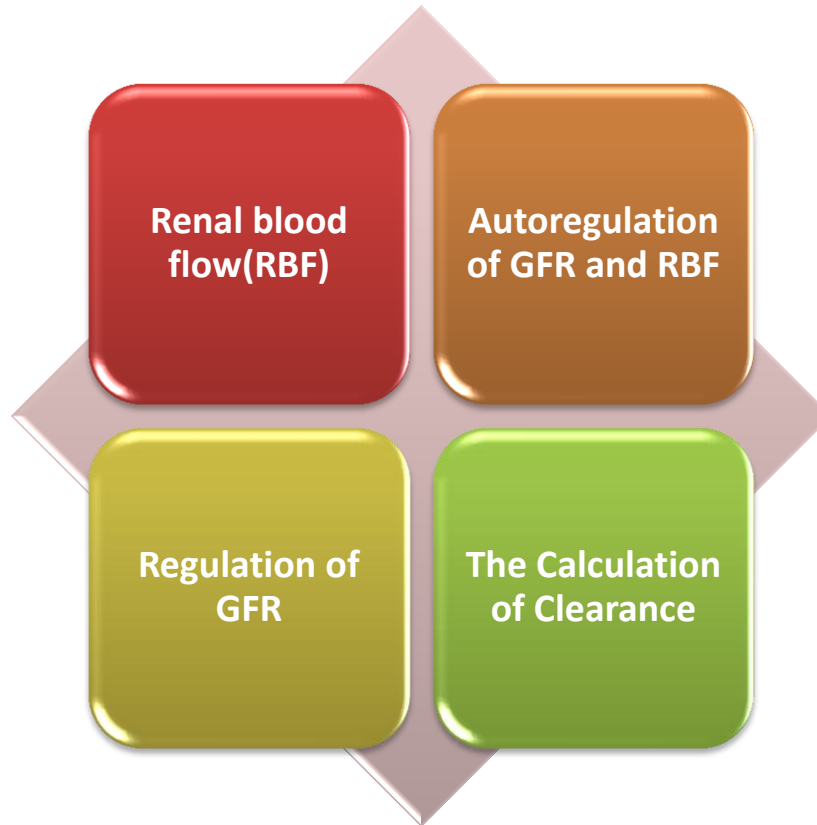 Renal blood
flow(RBF)
Autoregulation
of GFR and RBF
Regulation of
GFR
The Calculation
of Clearance